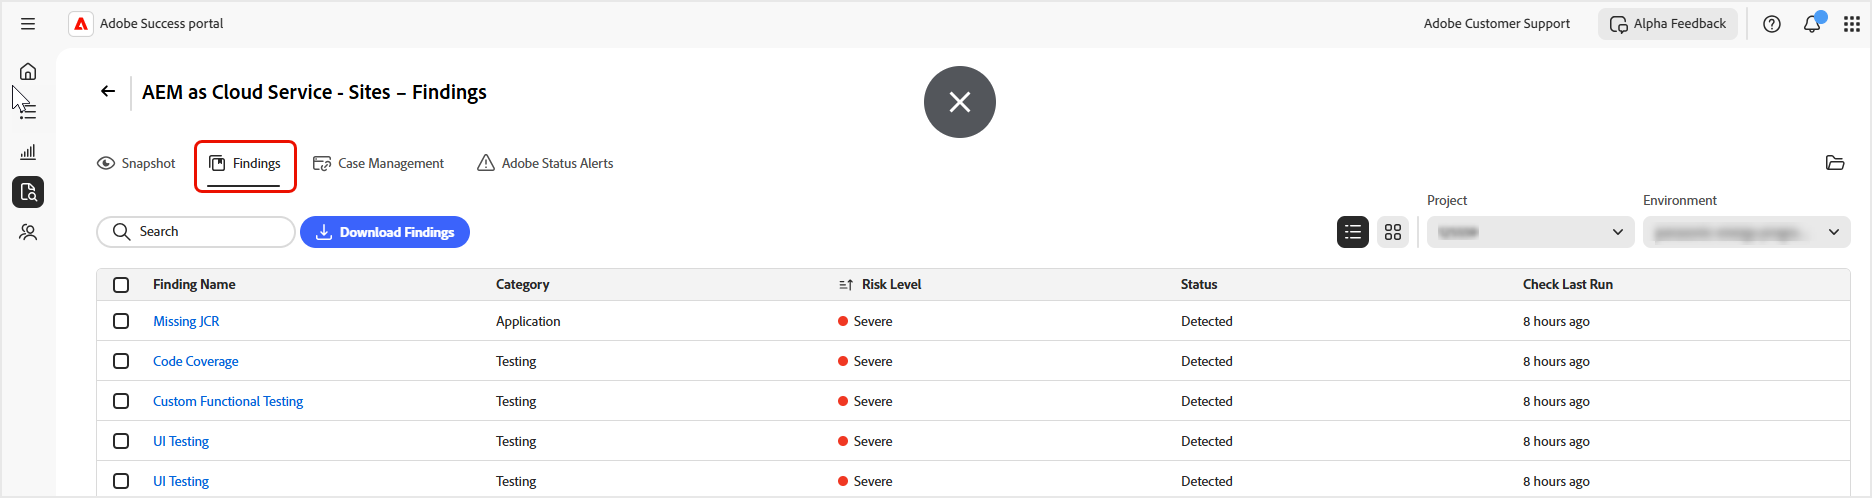 Adobe Success portal
Adobe Customer Support
Alpha Feedback
AEM as Cloud Service - Sites – Findings
Snapshot
Findings
Case Management
Adobe Status Alerts
Project
Environment
Search
Download Findings
Finding Name Category Risk Level Status Check Last Run
Missing JCR Application Severe Detected 8 hours ago
Code Coverage Testing Severe Detected 8 hours ago
Custom Functional Testing Testing Severe Detected 8 hours ago
UI Testing Testing Severe Detected 8 hours ago
UI Testing Testing Severe Detected 8 hours ago